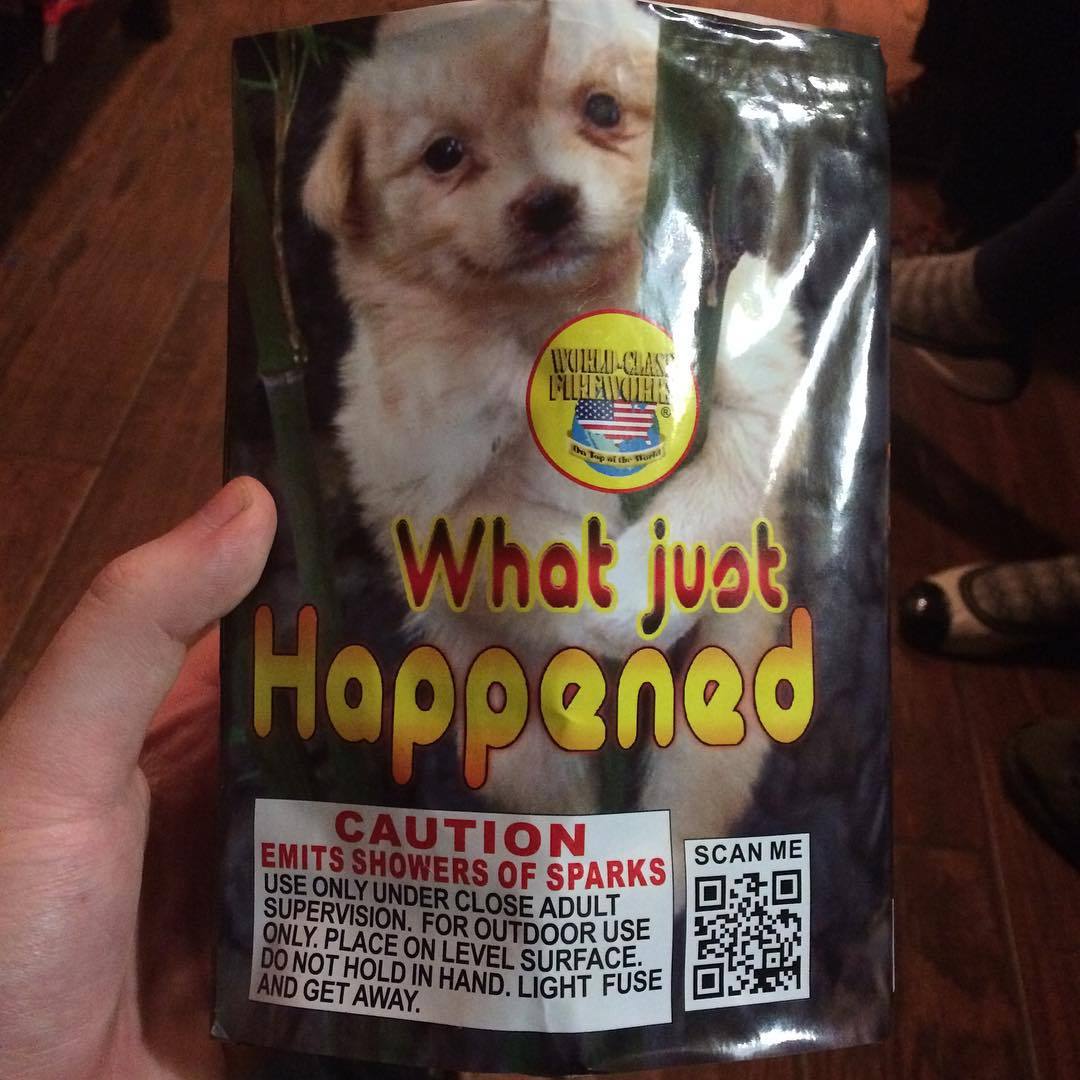 WORLD-CLASS
FIREWORKS
®
On Top of the World
What just
Happened
CAUTION
EMITS SHOWERS OF SPARKS
USE ONLY UNDER CLOSE ADULT
SUPERVISION. FOR OUTDOOR USE
ONLY. PLACE ON LEVEL SURFACE.
DO NOT HOLD IN HAND. LIGHT FUSE
AND GET AWAY.
SCAN ME